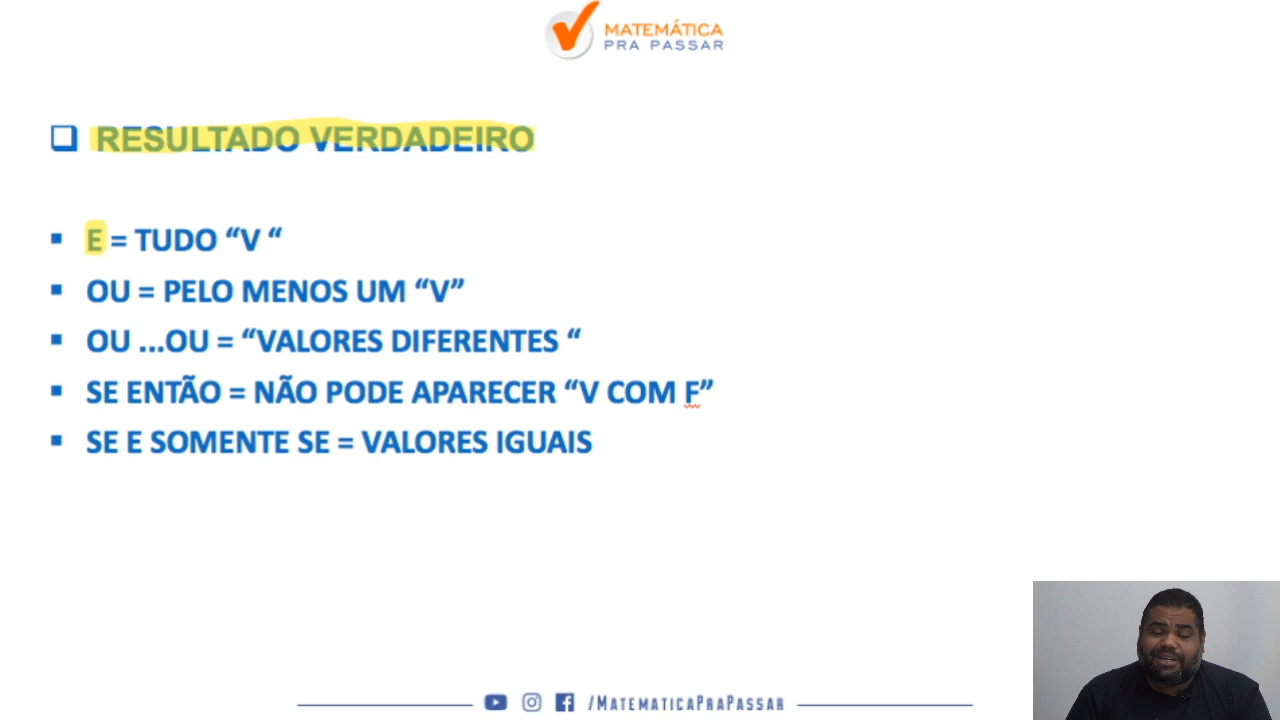 MATEMÁTICA
PRA PASSAR
RESULTADO VERDADEIRO
E = TUDO “V “
OU = PELO MENOS UM “V”
OU ...OU = “VALORES DIFERENTES “
SE ENTÃO = NÃO PODE APARECER “V COM F”
SE E SOMENTE SE = VALORES IGUAIS
/MATEMATICAPRAPASSAR